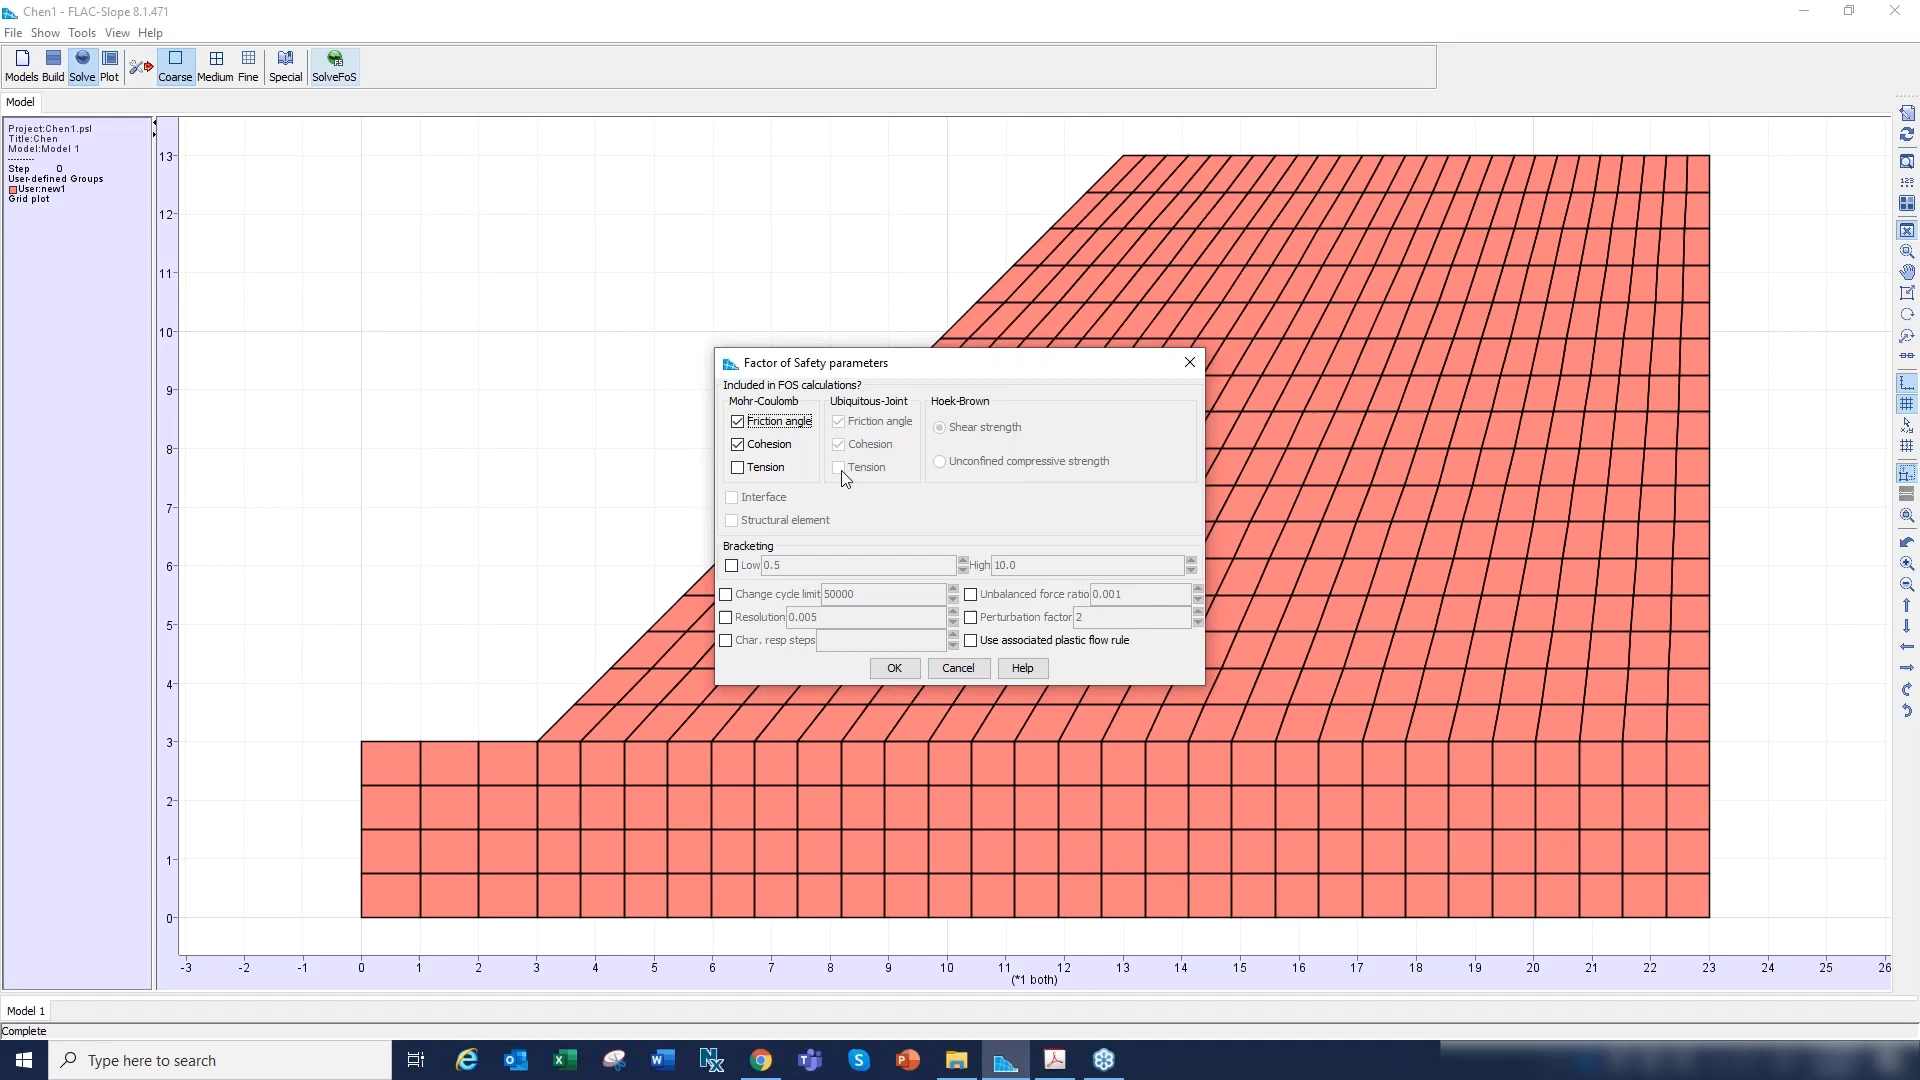 Chen1 - FLAC-Slope 8.1.471
File Show Tools View Help
Models Build Solve Plot Coarse Medium Fine Special SolveFoS
Model
Project:Chen1.psl
Title:Chen
Model:Model 1
Step 0
User-defined Groups
User:new1
Grid plot
13
12
11
10
9
8
7
6
5
4
3
2
1
0
Factor of Safety parameters
Included in FOS calculations?
Mohr-Coulomb Ubiquitous-Joint Hoek-Brown
Friction angle Friction angle Shear strength
Cohesion Cohesion
Unconfined compressive strength
Tension Tension
Interface
Structural element
Bracketing
Low 0.5 High 10.0
Change cycle limit 50000 Unbalanced force ratio 0.001
Resolution 0.005 Perturbation factor 2
Char. resp steps Use associated plastic flow rule
OK Cancel Help
-3 -2 -1 0 1 2 3 4 5 6 7 8 9 10 11 12 13 14 15 16 17 18 19 20 21 22 23 24 25 26
(*1 both)
Model 1
Complete
Type here to search